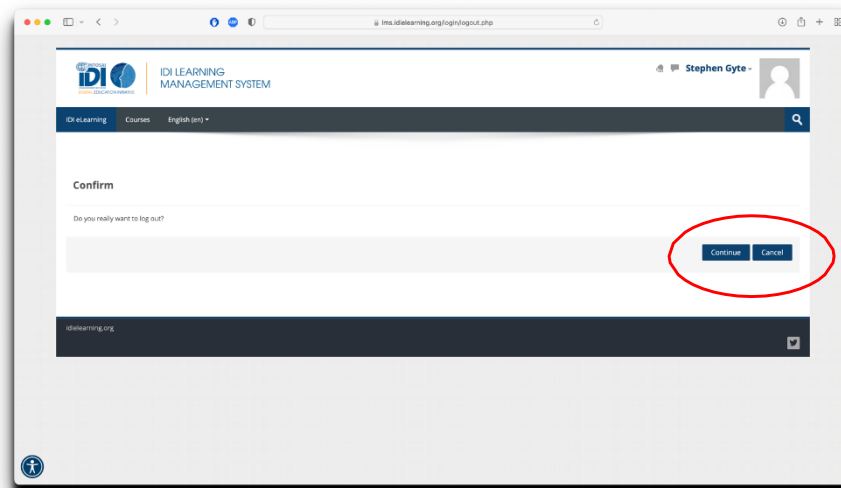 lms.idielearning.org/login/logout.php
ABP
IDI
IDI LEARNING
MANAGEMENT SYSTEM
Stephen Gyte
IDI eLearning Courses English (en)
Confirm
Do you really want to log out?
Continue Cancel
idielearning.org